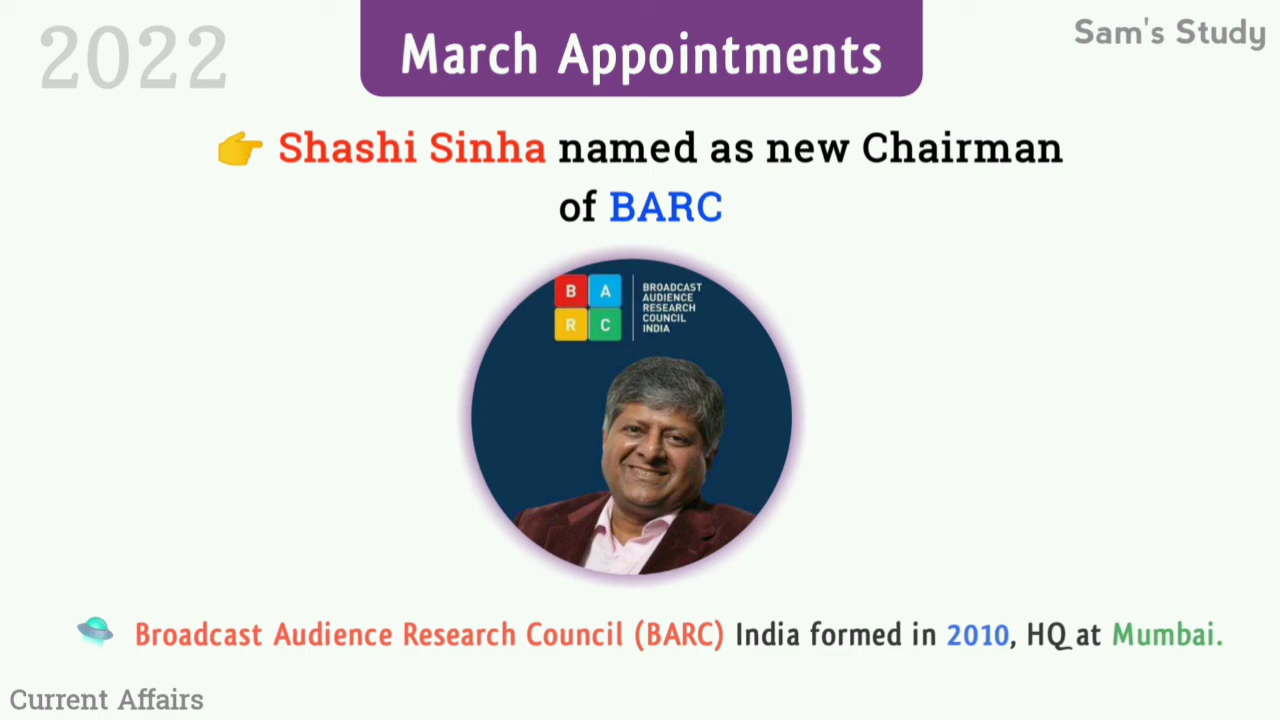 2022
March Appointments
Sam's Study
👉 Shashi Sinha named as new Chairman
of BARC
B A
R C
BROADCAST
AUDIENCE
RESEARCH
COUNCIL
INDIA
Broadcast Audience Research Council (BARC) India formed in 2010, HQ at Mumbai.
Current Affairs